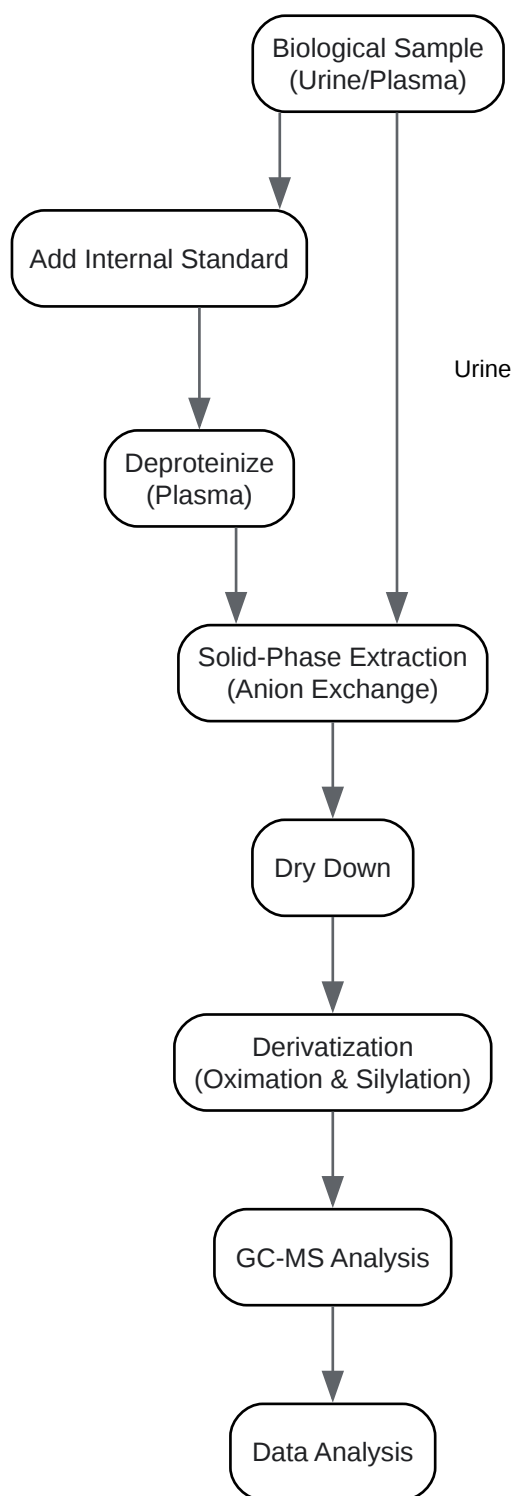 Biological Sample
(Urine/Plasma)
Add Internal Standard
Urine
Deproteinize
(Plasma)
Solid-Phase Extraction
(Anion Exchange)
Dry Down
Derivatization
(Oximation & Silylation)
GC-MS Analysis
Data Analysis